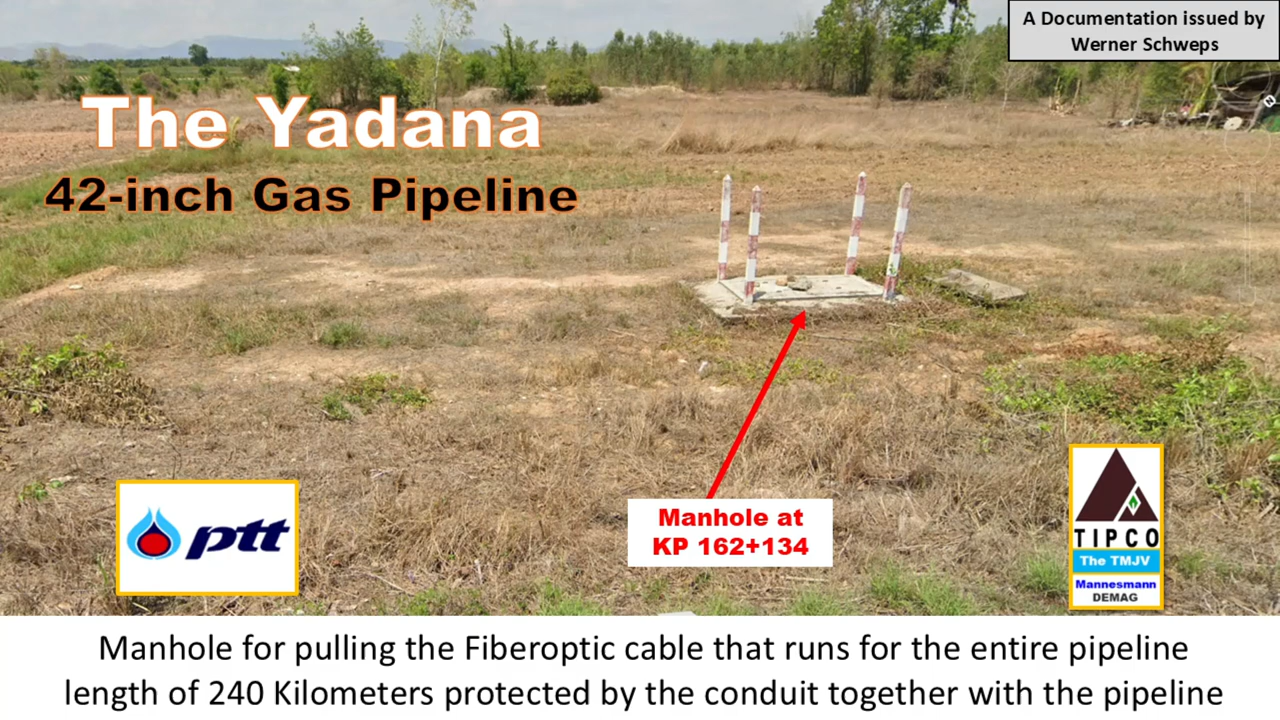 A Documentation issued by
Werner Schweps
The Yadana
42-inch Gas Pipeline
Manhole at
KP 162+134
ptt
TIPCO
The TMJV
Mannesmann
DEMAG
Manhole for pulling the Fiberoptic cable that runs for the entire pipeline
length of 240 Kilometers protected by the conduit together with the pipeline